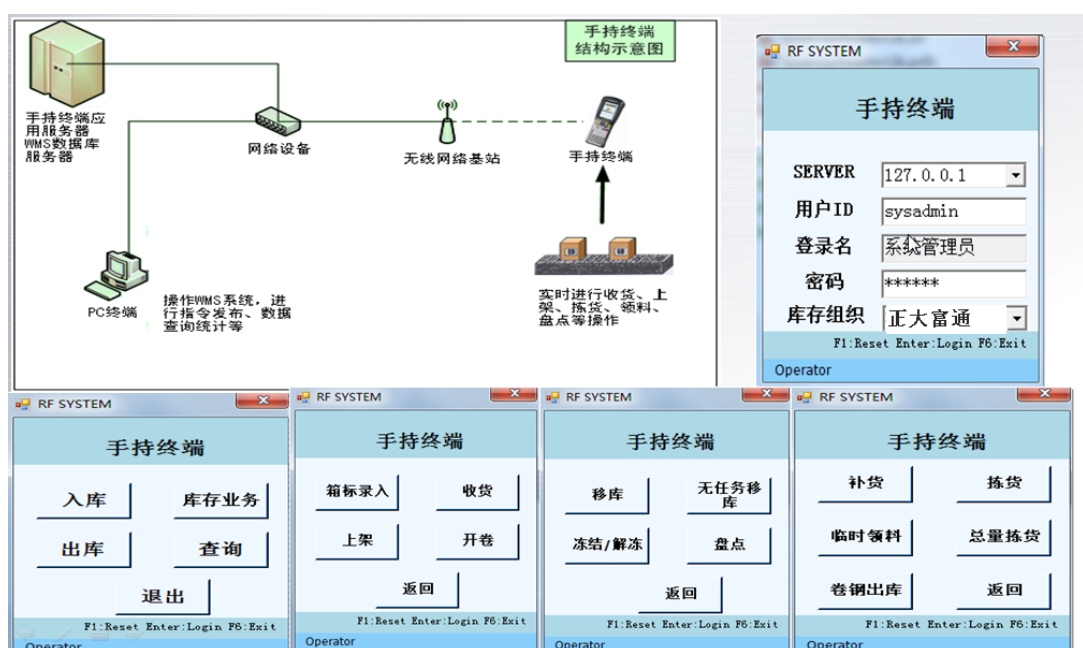 手持终端
结构示意图
手持终端应
用服务器
WMS数据库
服务器
网络设备
无线网络基站
手持终端
PC终端
操作WMS系统，进
行指令发布、数据
查询统计等
实时进行收货、上
架、拣货、领料、
盘点等操作
RF SYSTEM
手持终端
SERVER 127.0.0.1
用户ID sysadmin
登录名 系统管理员
密码 ******
库存组织 正大富通
F1:Reset Enter:Login F6:Exit
Operator
RF SYSTEM
手持终端
入库 库存业务
出库 查询
退出
F1:Reset Enter:Login F6:Exit
Operator
RF SYSTEM
手持终端
箱标录入 收货
上架 开卷
返回
F1:Reset Enter:Login F6:Exit
Operator
RF SYSTEM
手持终端
移库 无任务移
库
冻结/解冻 盘点
返回
F1:Reset Enter:Login F6:Exit
Operator
RF SYSTEM
手持终端
补货 拣货
临时领料 总量拣货
卷钢出库 返回
F1:Reset Enter:Login F6:Exit
Operator